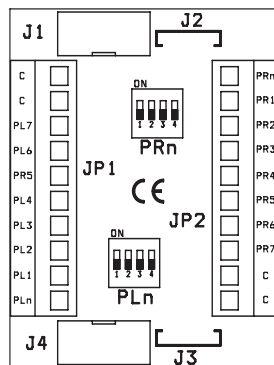 J1 J2
C PRn
C PR1
PL7 PR2
PL6 PR3
PR5 PR4
PL4 PR5
PL3 PR6
PL2 PR7
PL1 C
PLn C
ON
1 2 3 4
PRn
JP1
CE
JP2
ON
1 2 3 4
PLn
J4 J3